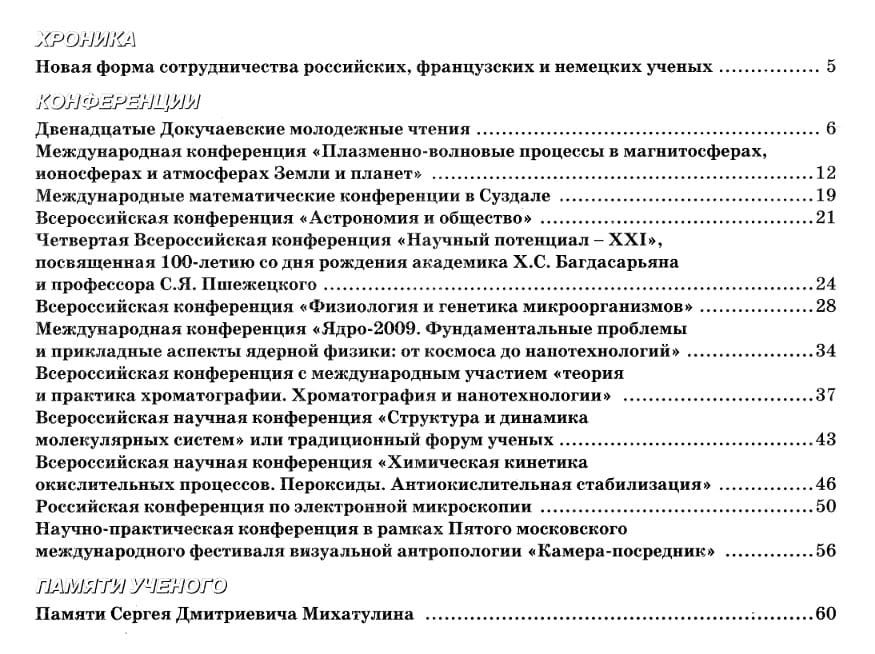 ХРОНИКА
Новая форма сотрудничества российских, французских и немецких ученых .................. 5
КОНФЕРЕНЦИИ
Двенадцатые Докучаевские молодежные чтения ............................................................ 6
Международная конференция «Плазменно-волновые процессы в магнитосферах,
ионосферах и атмосферах Земли и планет» .................................................................. 12
Международные математические конференции в Суздале ........................................... 19
Всероссийская конференция «Астрономия и общество» .............................................. 21
Четвертая Всероссийская конференция «Научный потенциал – XXI»,
посвященная 100-летию со дня рождения академика Х.С. Багдасарьяна
и профессора С.Я. Пшежецкого ..................................................................................... 24
Всероссийская конференция «Физиология и генетика микроорганизмов» .................. 28
Международная конференция «Ядро-2009. Фундаментальные проблемы
и прикладные аспекты ядерной физики: от космоса до нанотехнологий» .................... 34
Всероссийская конференция с международным участием «теория
и практика хроматографии. Хроматография и нанотехнологии» ................................. 37
Всероссийская научная конференция «Структура и динамика
молекулярных систем» или традиционный форум ученых ........................................... 43
Всероссийская научная конференция «Химическая кинетика
окислительных процессов. Пероксиды. Антиокислительная стабилизация» ............... 46
Российская конференция по электронной микроскопии ............................................... 50
Научно-практическая конференция в рамках Пятого московского
международного фестиваля визуальной антропологии «Камера-посредник» .............. 56
ПАМЯТИ УЧЕНОГО
Памяти Сергея Дмитриевича Михатулина .................................................................... 60